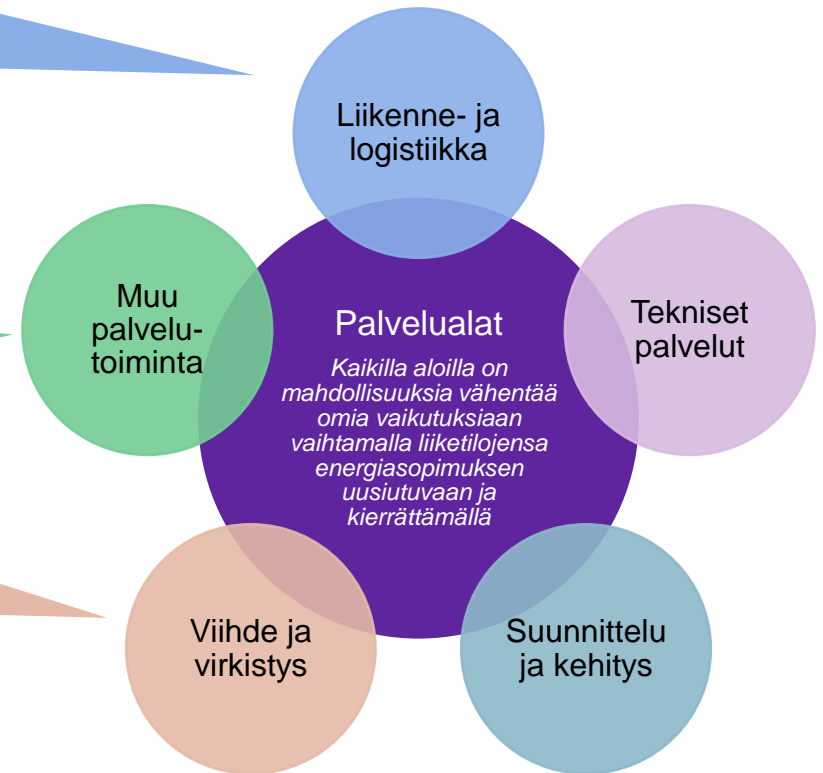 Liikenne- ja
logistiikka
Muu
palvelu-
toiminta
Palvelualat
Kaikilla aloilla on
mahdollisuuksia vähentää
omia vaikutuksiaan
vaihtamalla liiketilojensa
energiasopimuksen
uusiutuvaan ja
kierrättämällä
Tekniset
palvelut
Viihde ja
virkistys
Suunnittelu
ja kehitys